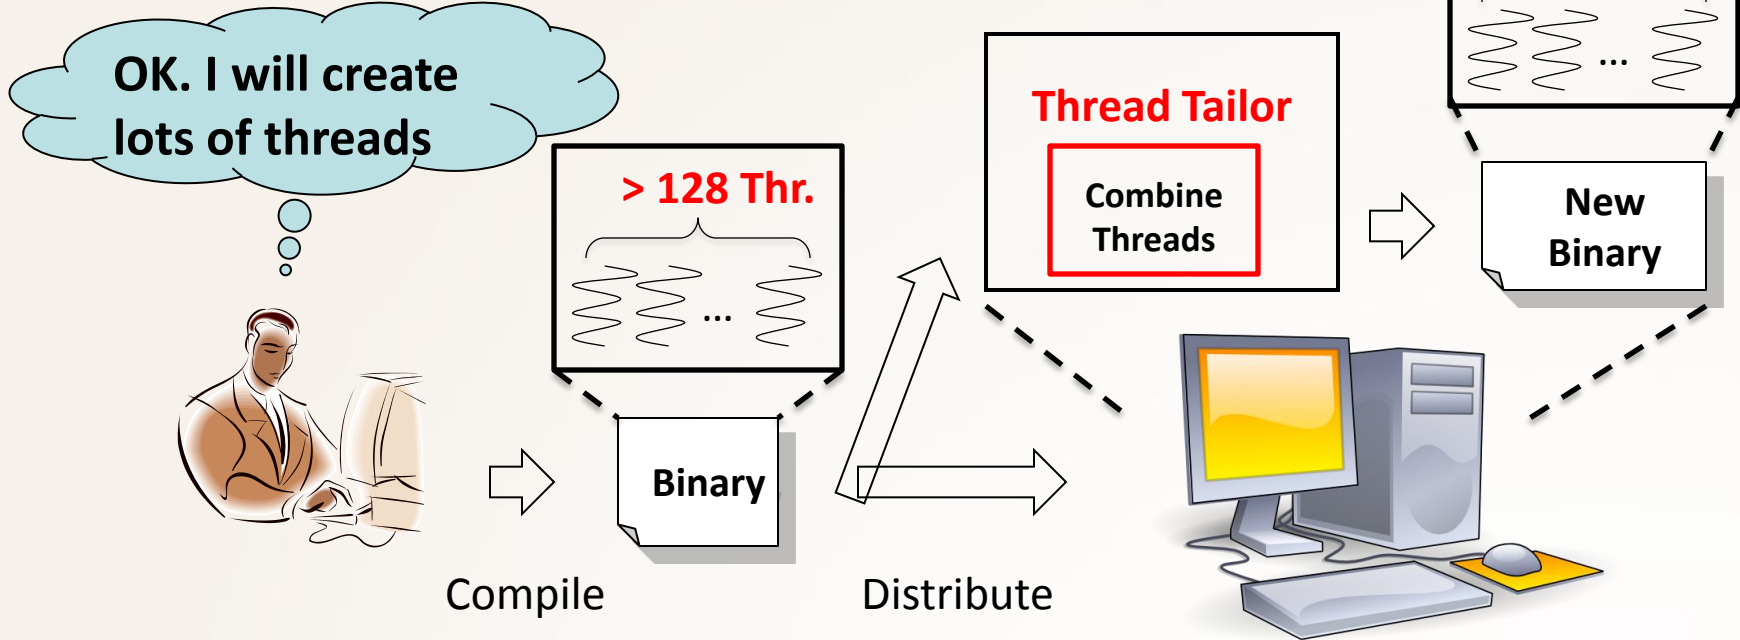 OK. I will create
lots of threads
> 128 Thr.
...
Binary
Compile
Distribute
Thread Tailor
Combine
Threads
...
New
Binary